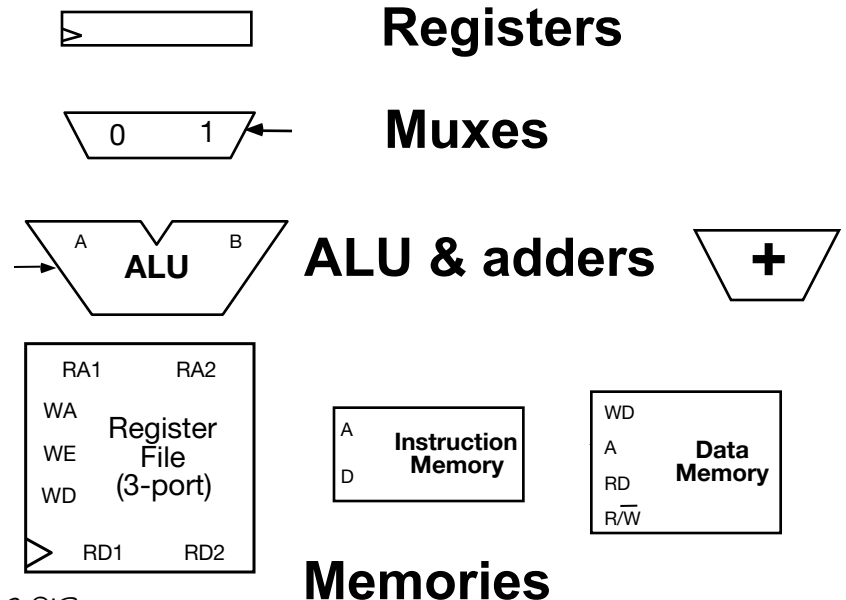 Registers
0 1
Muxes
A B
ALU
ALU & adders
+
RA1 RA2
WA
WE
WD
Register
File
(3-port)
RD1 RD2
A
D
Instruction
Memory
WD
A
RD
R/W̅
Data
Memory
Memories